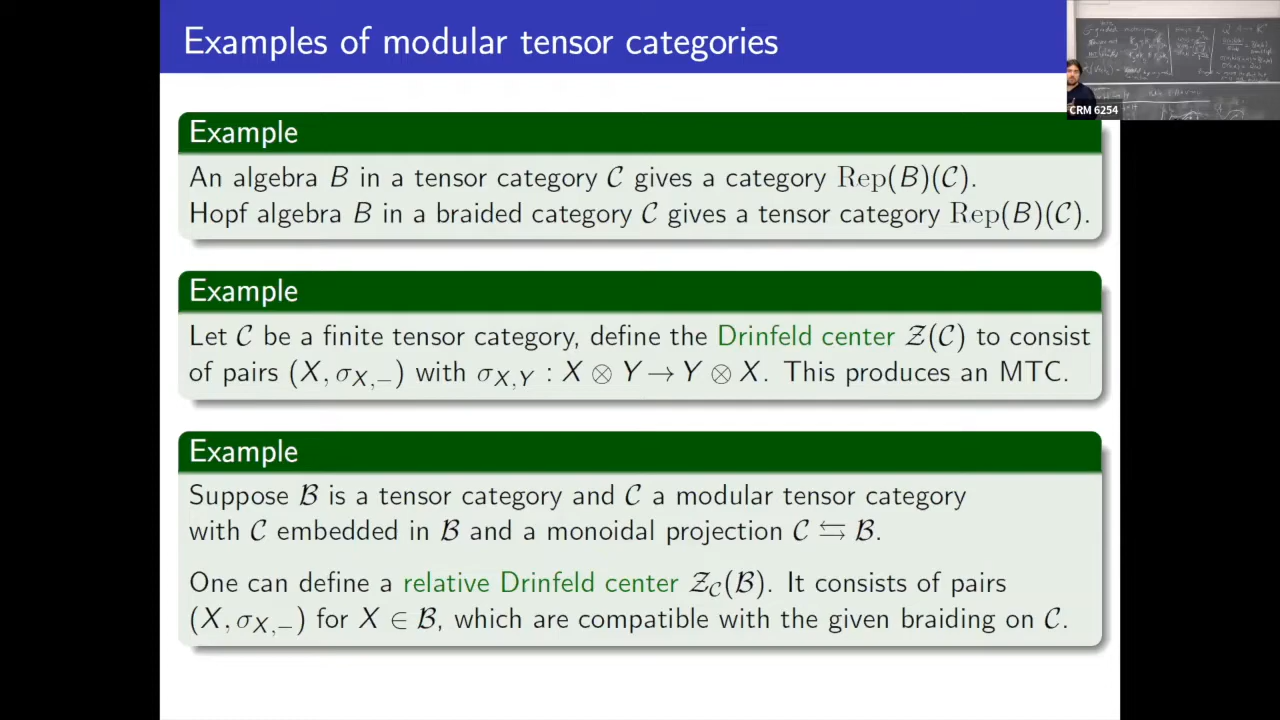 Examples of modular tensor categories
CRM 6254
Example
An algebra B in a tensor category 𝒞 gives a category Rep(B)(𝒞).
Hopf algebra B in a braided category 𝒞 gives a tensor category Rep(B)(𝒞).
Example
Let 𝒞 be a finite tensor category, define the Drinfeld center 𝒵(𝒞) to consist
of pairs (X, σ_{X,−}) with σ_{X,Y} : X ⊗ Y → Y ⊗ X. This produces an MTC.
Example
Suppose ℬ is a tensor category and 𝒞 a modular tensor category
with 𝒞 embedded in ℬ and a monoidal projection 𝒞 ⇆ ℬ.
One can define a relative Drinfeld center 𝒵_𝒞(ℬ). It consists of pairs
(X, σ_{X,−}) for X ∈ ℬ, which are compatible with the given braiding on 𝒞.